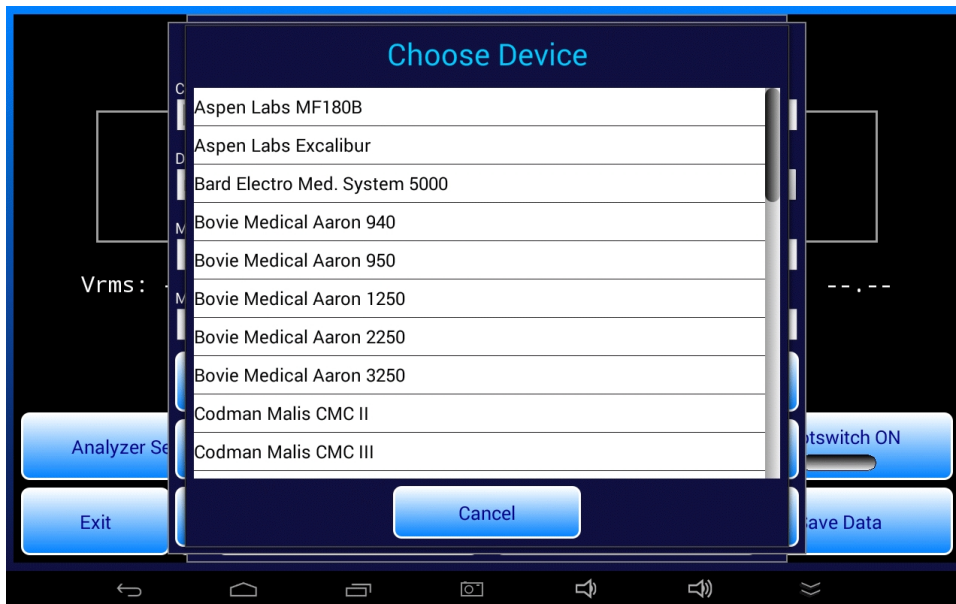 Choose Device
C
Aspen Labs MF180B
Aspen Labs Excalibur
D
Bard Electro Med. System 5000
Bovie Medical Aaron 940
M
Bovie Medical Aaron 950
Vrms: -
--.--
M
Bovie Medical Aaron 1250
Bovie Medical Aaron 2250
Bovie Medical Aaron 3250
Codman Malis CMC II
Analyzer Se
otswitch ON
Codman Malis CMC III
Exit
Cancel
Save Data